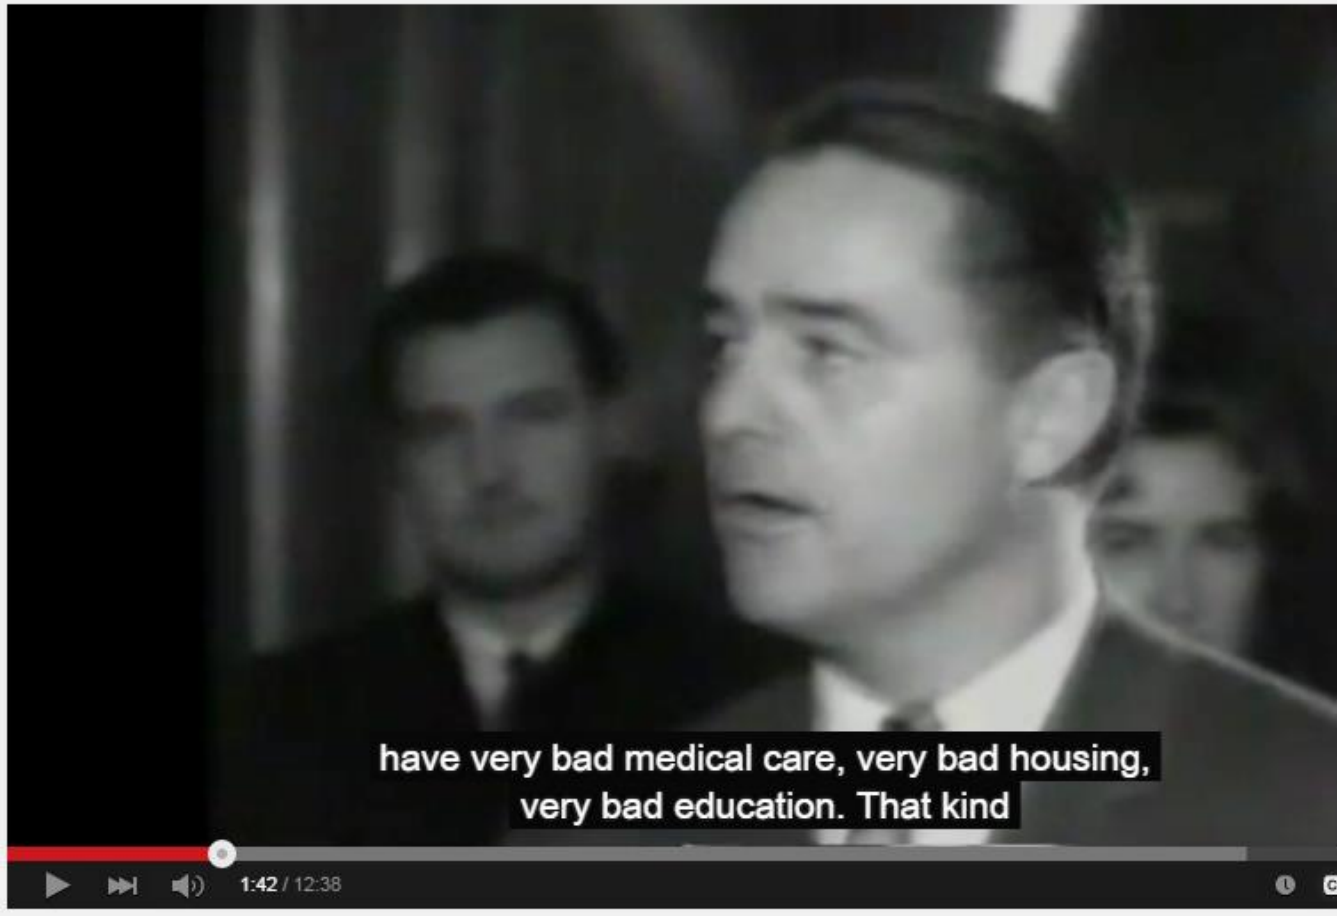 have very bad medical care, very bad housing,
very bad education. That kind
1:42 / 12:38